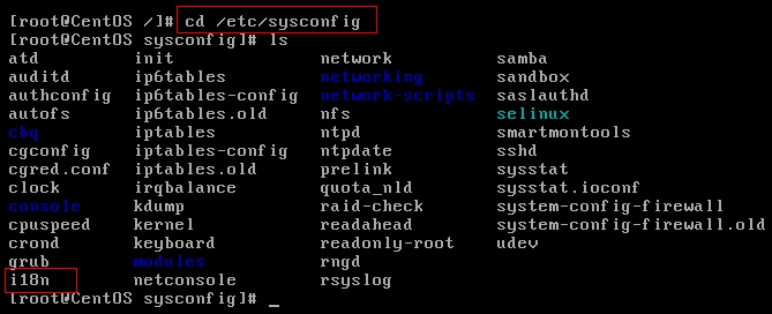 [root@CentOS /]# cd /etc/sysconfig
[root@CentOS sysconfig]# ls
atd init network samba
auditd ip6tables networking sandbox
authconfig ip6tables-config network-scripts saslauthd
autofs ip6tables.old nfs selinux
cbq iptables ntpd smartmontools
cgconfig iptables-config ntpdate sshd
cgred.conf iptables.old prelink sysstat
clock irqbalance quota_nld sysstat.ioconf
console kdump raid-check system-config-firewall
cpuspeed kernel readahead system-config-firewall.old
crond keyboard readonly-root udev
grub modules rngd
i18n netconsole rsyslog
[root@CentOS sysconfig]# _